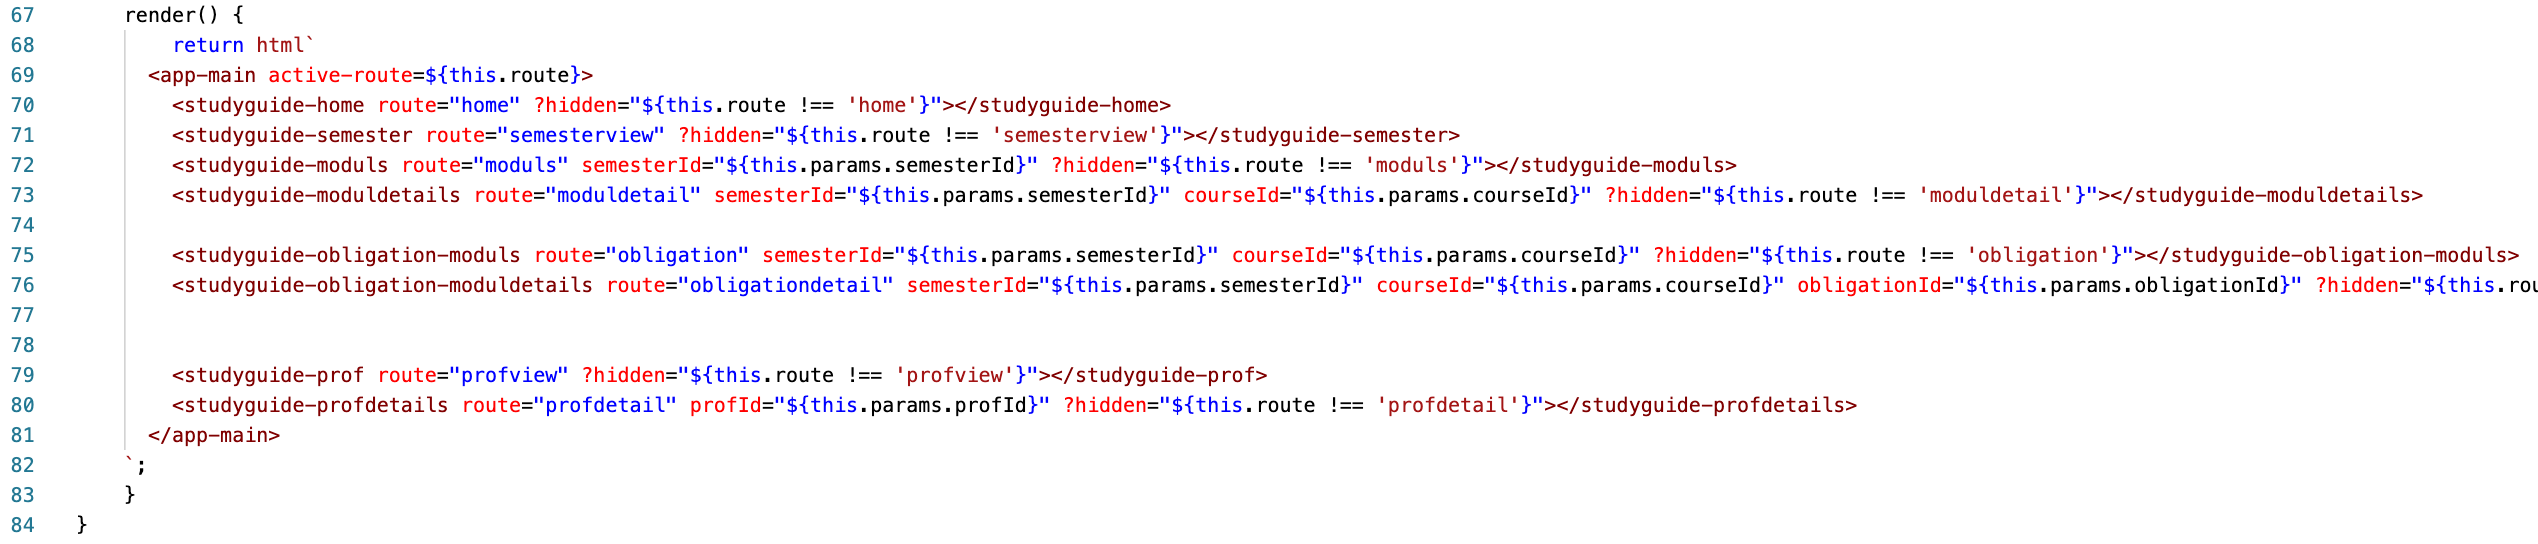 67 render() {
68 return html`
69 <app-main active-route=${this.route}>
70 <studyguide-home route="home" ?hidden="${this.route !== 'home'}"></studyguide-home>
71 <studyguide-semester route="semesterview" ?hidden="${this.route !== 'semesterview'}"></studyguide-semester>
72 <studyguide-moduls route="moduls" semesterId="${this.params.semesterId}" ?hidden="${this.route !== 'moduls'}"></studyguide-moduls>
73 <studyguide-moduldetails route="moduldetail" semesterId="${this.params.semesterId}" courseId="${this.params.courseId}" ?hidden="${this.route !== 'moduldetail'}"></studyguide-moduldetails>
74
75 <studyguide-obligation-moduls route="obligation" semesterId="${this.params.semesterId}" courseId="${this.params.courseId}" ?hidden="${this.route !== 'obligation'}"></studyguide-obligation-moduls>
76 <studyguide-obligation-moduldetails route="obligationdetail" semesterId="${this.params.semesterId}" courseId="${this.params.courseId}" obligationId="${this.params.obligationId}" ?hidden="${this.rou
77
78
79 <studyguide-prof route="profview" ?hidden="${this.route !== 'profview'}"></studyguide-prof>
80 <studyguide-profdetails route="profdetail" profId="${this.params.profId}" ?hidden="${this.route !== 'profdetail'}"></studyguide-profdetails>
81 </app-main>
82 `;
83 }
84 }